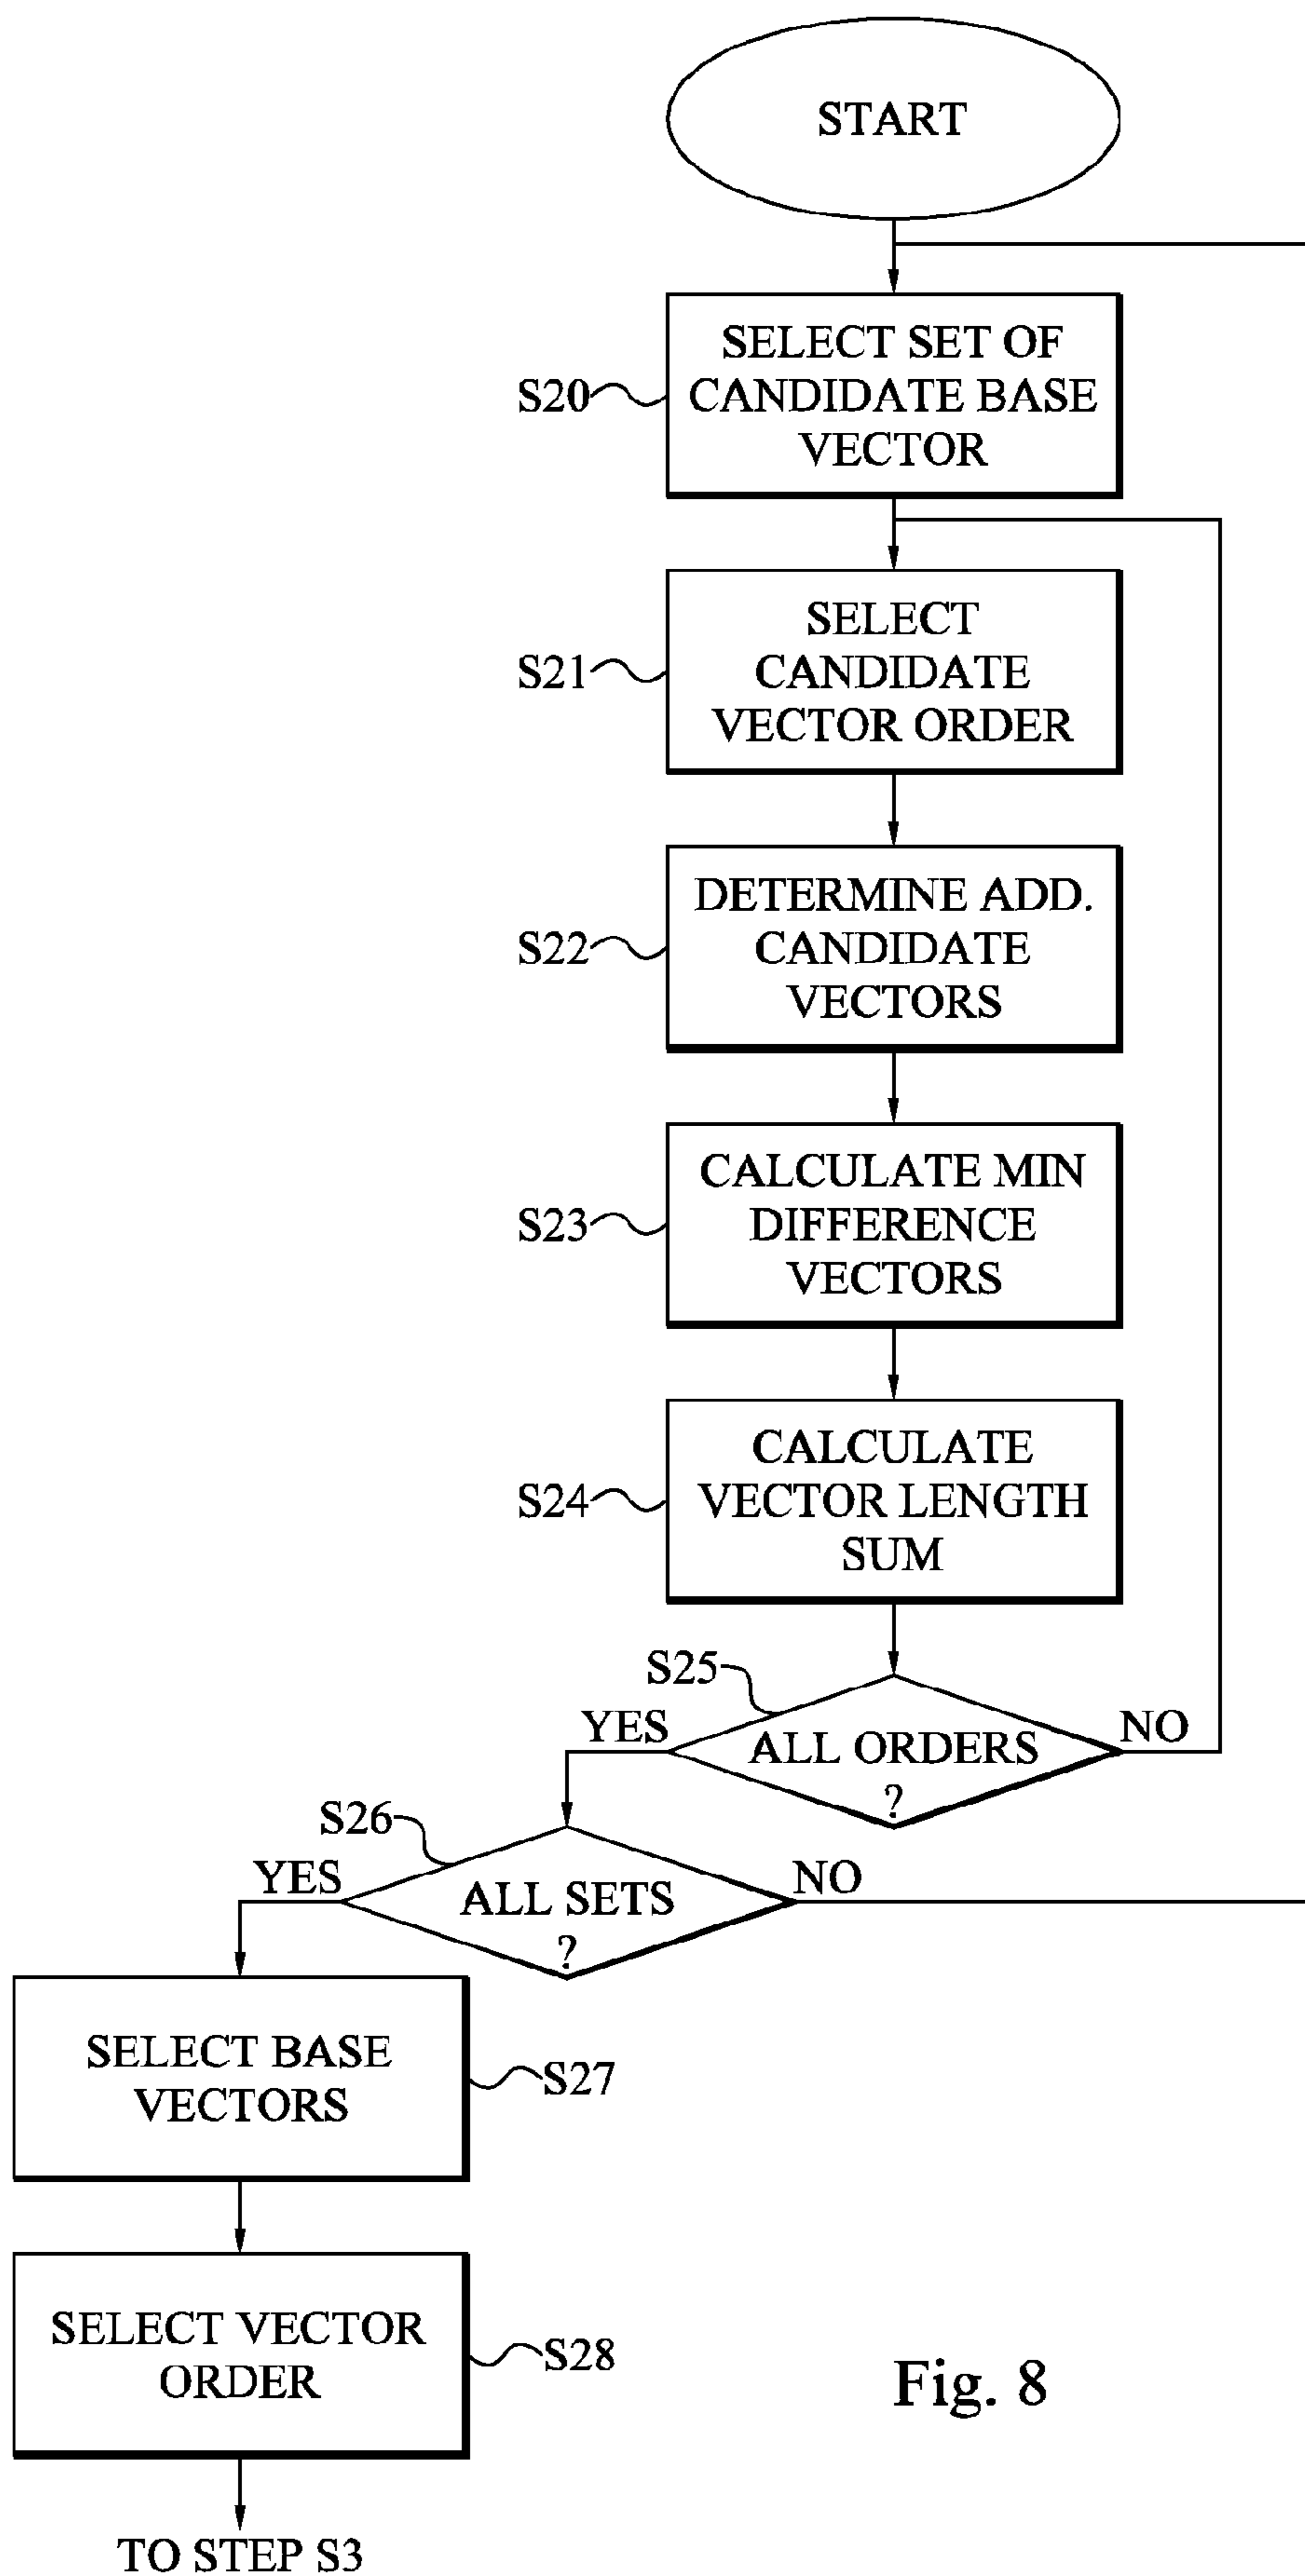 START
S20
SELECT SET OF
CANDIDATE BASE
VECTOR
S21
SELECT
CANDIDATE
VECTOR ORDER
S22
DETERMINE ADD.
CANDIDATE
VECTORS
S23
CALCULATE MIN
DIFFERENCE
VECTORS
S24
CALCULATE
VECTOR LENGTH
SUM
S25
YES
ALL ORDERS
?
NO
S26
YES
ALL SETS
?
NO
SELECT BASE
VECTORS
S27
SELECT VECTOR
ORDER
S28
TO STEP S3
Fig. 8